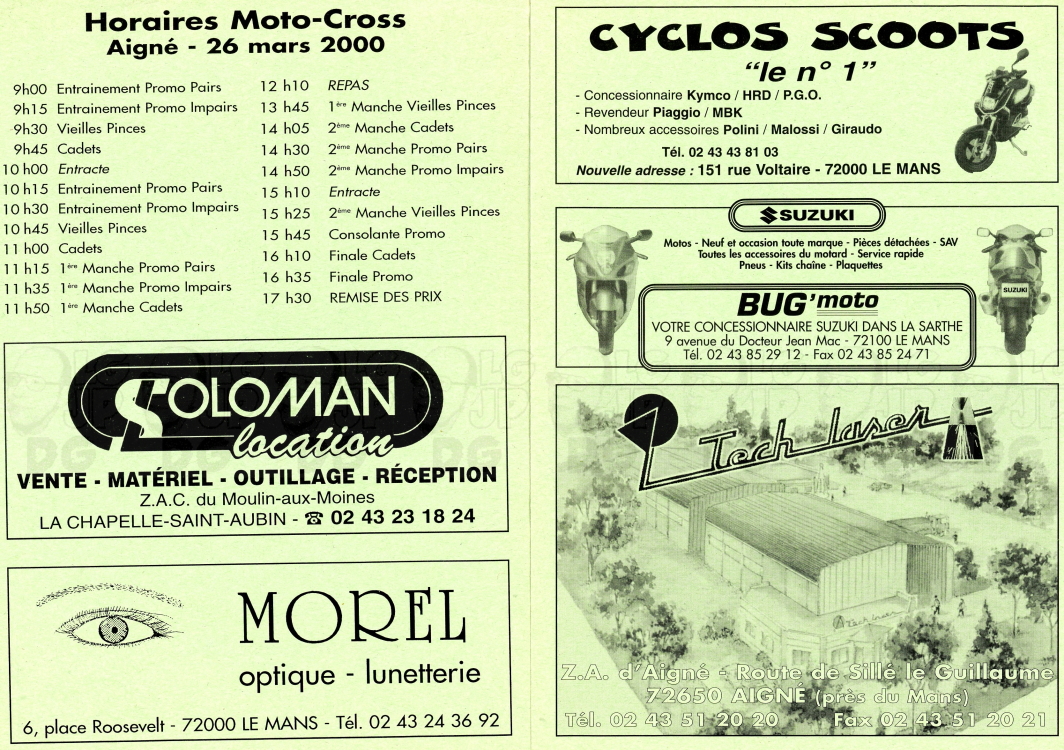 Horaires Moto-Cross
Aigné - 26 mars 2000
9h00 Entrainement Promo Pairs
9h15 Entrainement Promo Impairs
9h30 Vieilles Pinces
9h45 Cadets
10 h00 Entracte
10 h15 Entrainement Promo Pairs
10 h30 Entrainement Promo Impairs
10 h45 Vieilles Pinces
11 h00 Cadets
11 h15 1ère Manche Promo Pairs
11 h35 1ère Manche Promo Impairs
11 h50 1ère Manche Cadets
12 h10 REPAS
13 h45 1ère Manche Vieilles Pinces
14 h05 2ème Manche Cadets
14 h30 2ème Manche Promo Pairs
14 h50 2ème Manche Promo Impairs
15 h10 Entracte
15 h25 2ème Manche Vieilles Pinces
15 h45 Consolante Promo
16 h10 Finale Cadets
16 h35 Finale Promo
17 h30 REMISE DES PRIX
SOLOMAN
location
VENTE - MATÉRIEL - OUTILLAGE - RÉCEPTION
Z.A.C. du Moulin-aux-Moines
LA CHAPELLE-SAINT-AUBIN - ☎ 02 43 23 18 24
MOREL
optique - lunetterie
6, place Roosevelt - 72000 LE MANS - Tél. 02 43 24 36 92
CYCLOS SCOOTS
“le n° 1”
- Concessionnaire Kymco / HRD / P.G.O.
- Revendeur Piaggio / MBK
- Nombreux accessoires Polini / Malossi / Giraudo
Tél. 02 43 43 81 03
Nouvelle adresse : 151 rue Voltaire - 72000 LE MANS
SUZUKI
Motos - Neuf et occasion toute marque - Pièces détachées - SAV
Toutes les accessoires du motard - Service rapide
Pneus - Kits chaîne - Plaquettes
SUZUKI
BUG'moto
VOTRE CONCESSIONNAIRE SUZUKI DANS LA SARTHE
9 avenue du Docteur Jean Mac - 72100 LE MANS
Tél. 02 43 85 29 12 - Fax 02 43 85 24 71
Tech laser
Tech laser
Z.A. d'Aigné - Route de Sillé le Guillaume
72650 AIGNÉ (près du Mans)
Tél. 02 43 51 20 20 Fax 02 43 51 20 21